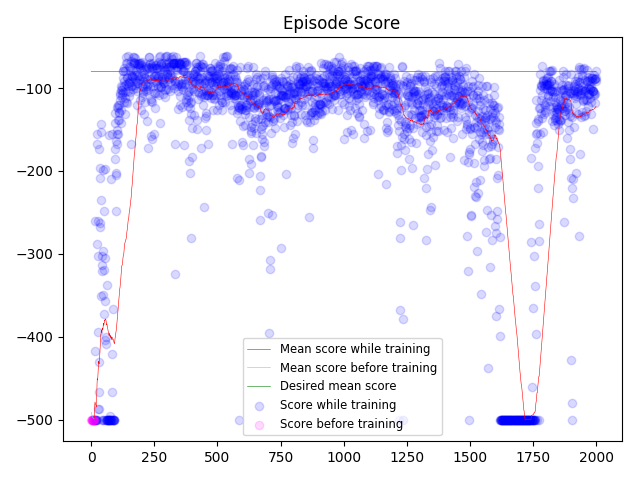 Episode Score
−100
−200
−300
−400
−500
Mean score while training
Mean score before training
Desired mean score
Score while training
Score before training
0
250
500
750
1000
1250
1500
1750
2000